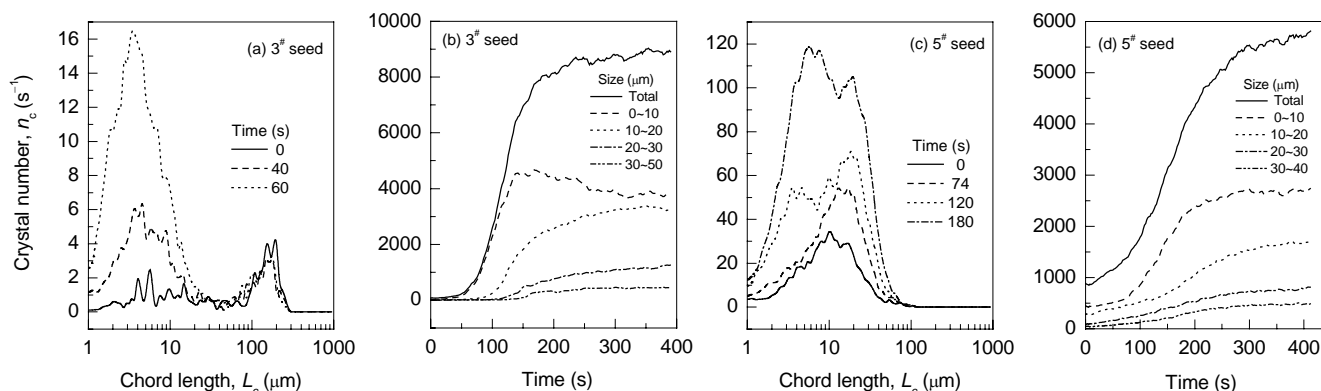 Crystal number, n_c (s⁻¹)
(a) 3# seed
Time (s)
0
40
60
16
14
12
10
8
6
4
2
0
1 10 100 1000
Chord length, L_c (μm)
(b) 3# seed
Size (μm)
Total
0~10
10~20
20~30
30~50
10000
8000
6000
4000
2000
0
0 100 200 300 400
Time (s)
(c) 5# seed
Time (s)
0
74
120
180
120
100
80
60
40
20
0
1 10 100 1000
Chord length, L_c (μm)
(d) 5# seed
Size (μm)
Total
0~10
10~20
20~30
30~40
6000
5000
4000
3000
2000
1000
0
0 100 200 300 400
Time (s)